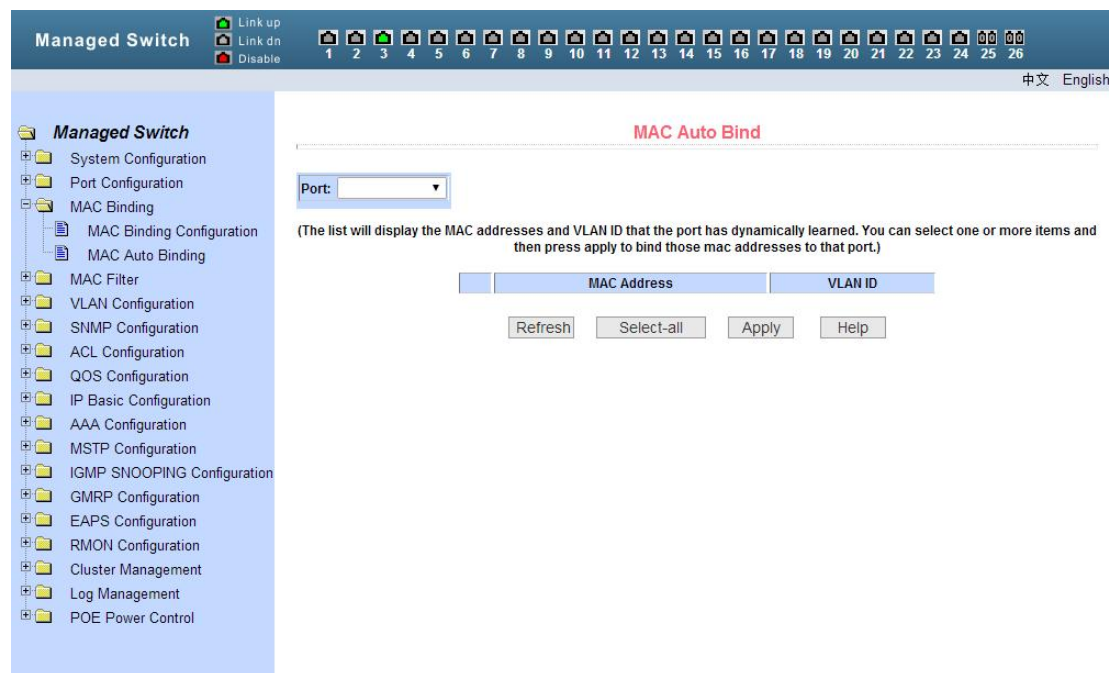 Managed Switch
Link up
Link dn
Disable
1 2 3 4 5 6 7 8 9 10 11 12 13 14 15 16 17 18 19 20 21 22 23 24 25 26
中文 English
Managed Switch
System Configuration
Port Configuration
MAC Binding
MAC Binding Configuration
MAC Auto Binding
MAC Filter
VLAN Configuration
SNMP Configuration
ACL Configuration
QOS Configuration
IP Basic Configuration
AAA Configuration
MSTP Configuration
IGMP SNOOPING Configuration
GMRP Configuration
EAPS Configuration
RMON Configuration
Cluster Management
Log Management
POE Power Control
MAC Auto Bind
Port:
(The list will display the MAC addresses and VLAN ID that the port has dynamically learned. You can select one or more items and
then press apply to bind those mac addresses to that port.)
MAC Address VLAN ID
Refresh Select-all Apply Help